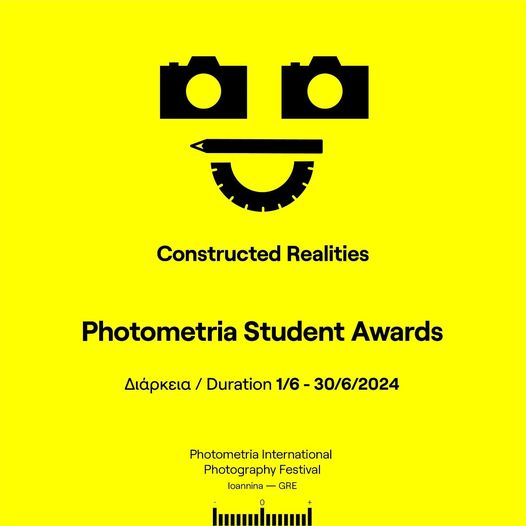 Constructed Realities
Photometria Student Awards
Διάρκεια / Duration 1/6 - 30/6/2024
Photometria International
Photography Festival
Ioannina — GRE
- 0 +